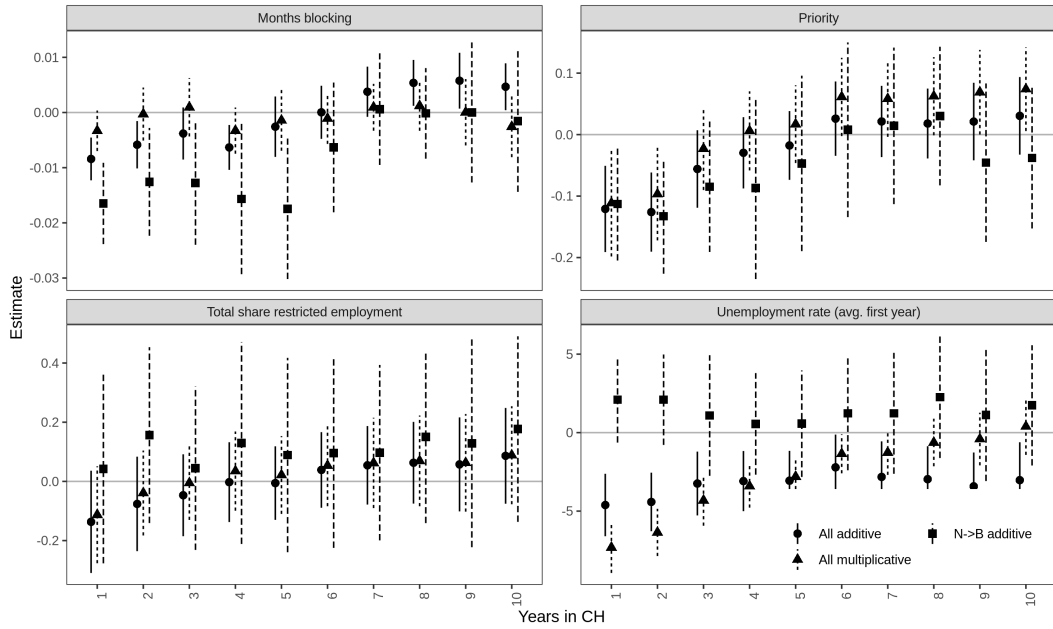 Months blocking
Priority
0.01
0.00
-0.01
-0.02
-0.03
0.1
0.0
-0.1
-0.2
Estimate
Total share restricted employment
Unemployment rate (avg. first year)
0.4
0.2
0.0
-0.2
5
0
-5
All additive
N->B additive
All multiplicative
1 2 3 4 5 6 7 8 9 10
1 2 3 4 5 6 7 8 9 10
Years in CH